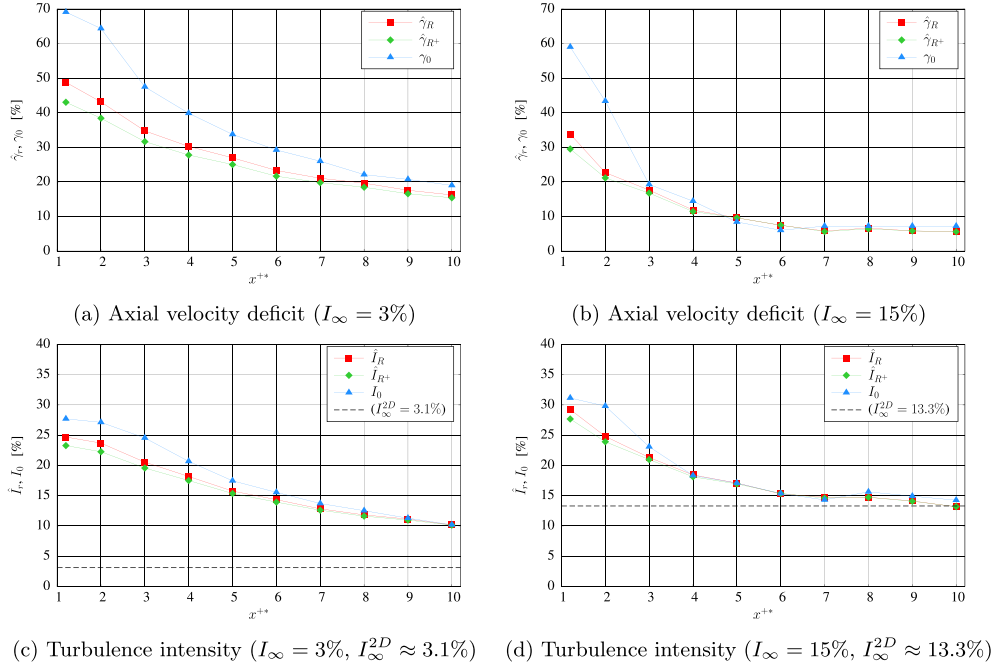 70
60
50
40
30
20
10
0
γ̂_r, γ_0 [%]
γ̂_R
γ̂_{R+}
γ_0
1 2 3 4 5 6 7 8 9 10
x^{+*}
(a) Axial velocity deficit (I_∞ = 3%)
70
60
50
40
30
20
10
0
γ̂_r, γ_0 [%]
γ̂_R
γ̂_{R+}
γ_0
1 2 3 4 5 6 7 8 9 10
x^{+*}
(b) Axial velocity deficit (I_∞ = 15%)
40
35
30
25
20
15
10
5
0
Î_r, I_0 [%]
Î_R
Î_{R+}
I_0
(I_∞^{2D} = 3.1%)
1 2 3 4 5 6 7 8 9 10
x^{+*}
(c) Turbulence intensity (I_∞ = 3%, I_∞^{2D} ≈ 3.1%)
40
35
30
25
20
15
10
5
0
Î_r, I_0 [%]
Î_R
Î_{R+}
I_0
(I_∞^{2D} = 13.3%)
1 2 3 4 5 6 7 8 9 10
x^{+*}
(d) Turbulence intensity (I_∞ = 15%, I_∞^{2D} ≈ 13.3%)